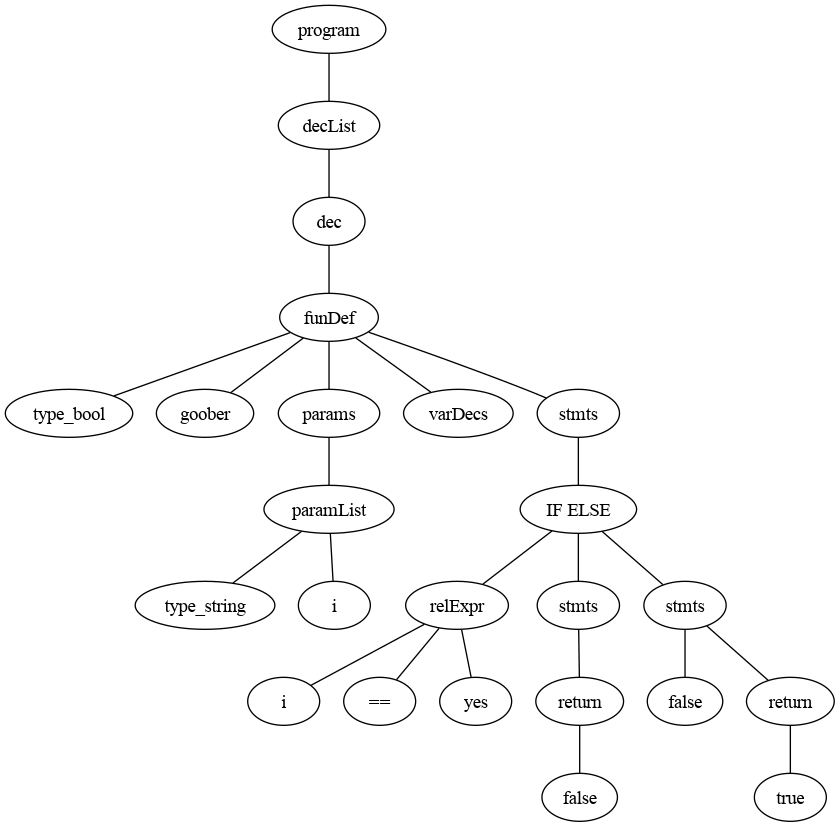 program
decList
dec
funDef
type_bool
goober
params
varDecs
stmts
paramList
IF ELSE
type_string
i
relExpr
stmts
stmts
i
==
yes
return
false
return
false
true